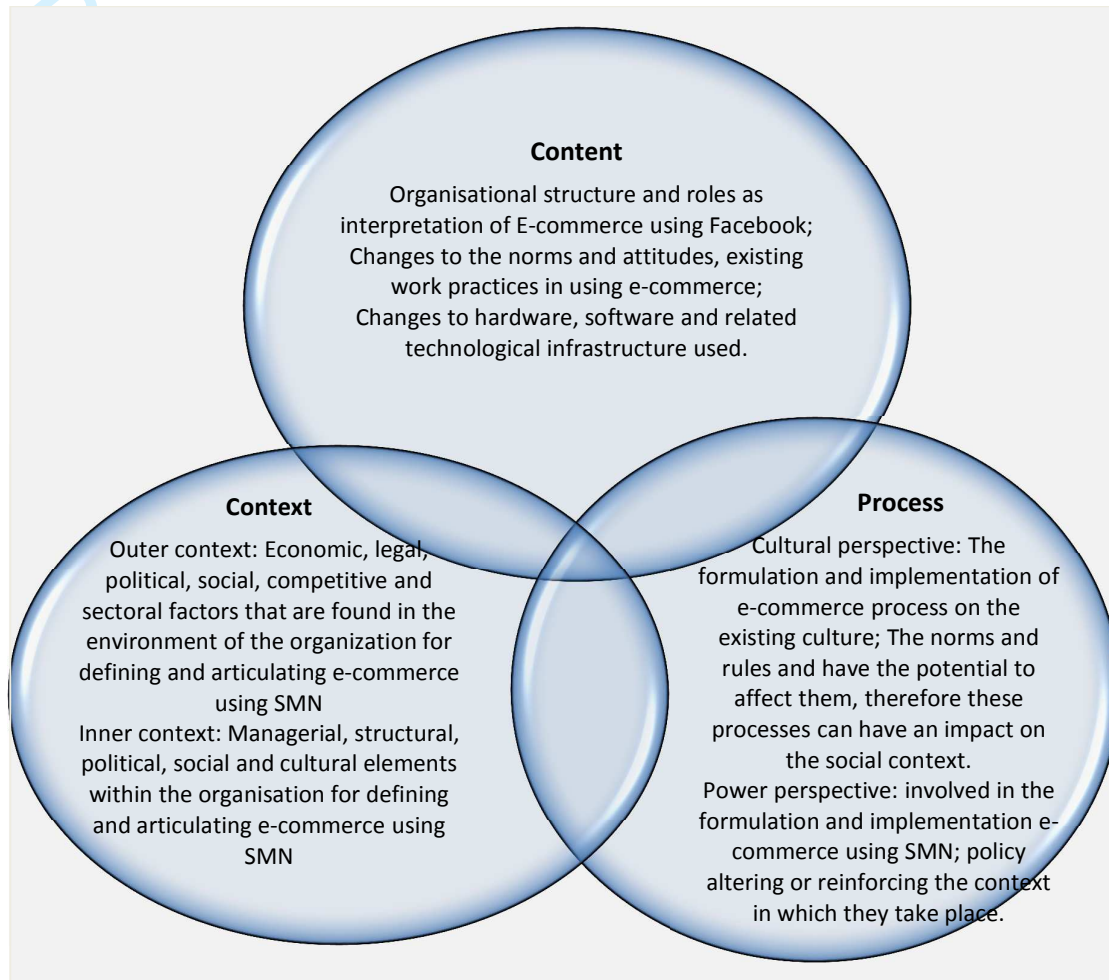 Content
Organisational structure and roles as
interpretation of E-commerce using Facebook;
Changes to the norms and attitudes, existing
work practices in using e-commerce;
Changes to hardware, software and related
technological infrastructure used.
Context
Outer context: Economic, legal,
political, social, competitive and
sectoral factors that are found in the
environment of the organization for
defining and articulating e-commerce
using SMN
Inner context: Managerial, structural,
political, social and cultural elements
within the organisation for defining
and articulating e-commerce using
SMN
Process
Cultural perspective: The
formulation and implementation of
e-commerce process on the
existing culture; The norms and
rules and have the potential to
affect them, therefore these
processes can have an impact on
the social context.
Power perspective: involved in the
formulation and implementation e-
commerce using SMN; policy
altering or reinforcing the context
in which they take place.